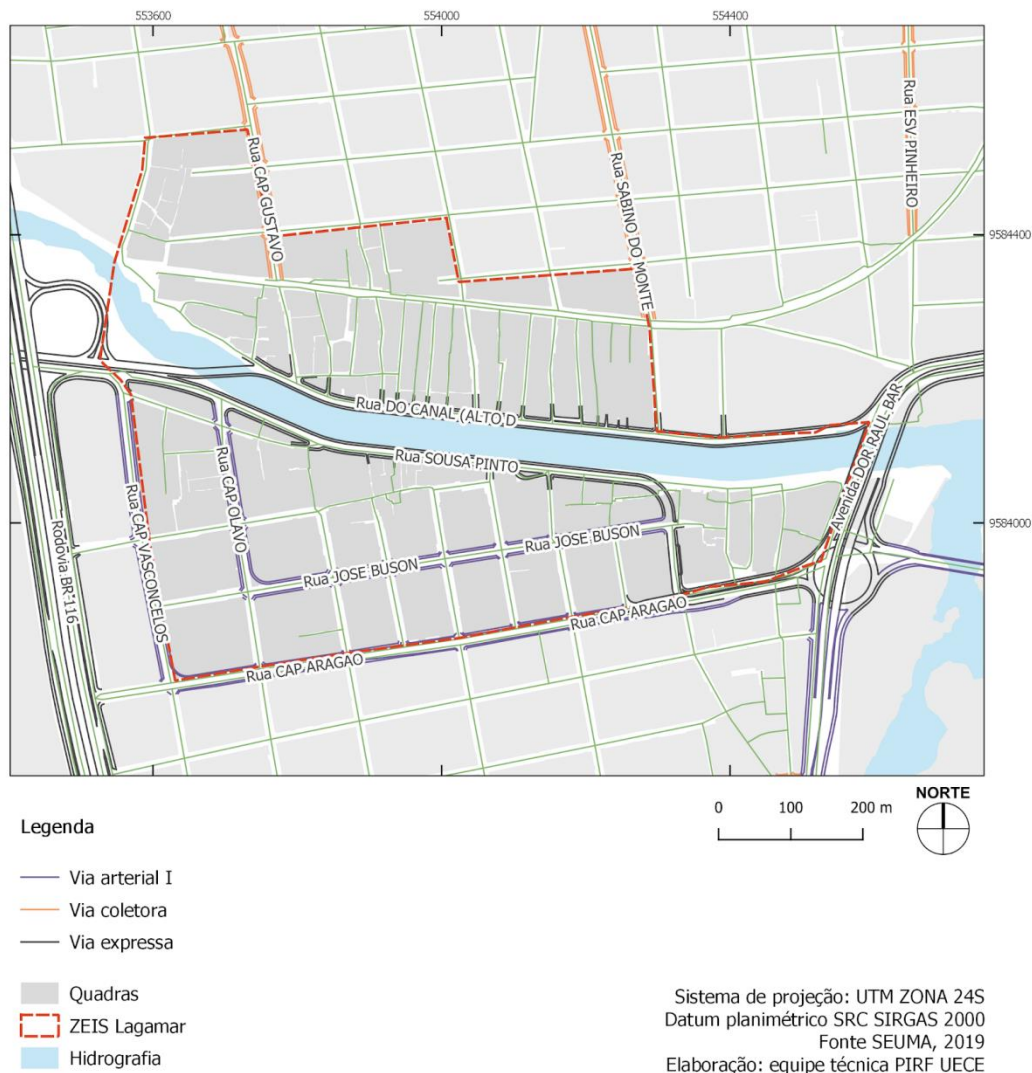 553600
554000
554400
Rua CAP GUSTAVO
Rua SABINO DO MONTE
Rua ESV. PINHEIRO
9584400
Rua DO CANAL (ALTO D
Rua SOUSA PINTO
Avenida DOR RAUL BAR
Rua CAP OLAVO
Rua CAP VASCONCELOS
Rodovia BR-116
9584000
Rua JOSE BUSON
Rua JOSE BUSON
Rua CAP ARAGAO
Rua CAP ARAGAO
0 100 200 m
NORTE
Legenda
Via arterial I
Via coletora
Via expressa
Quadras
ZEIS Lagamar
Hidrografia
Sistema de projeção: UTM ZONA 24S
Datum planimétrico SRC SIRGAS 2000
Fonte SEUMA, 2019
Elaboração: equipe técnica PIRF UECE